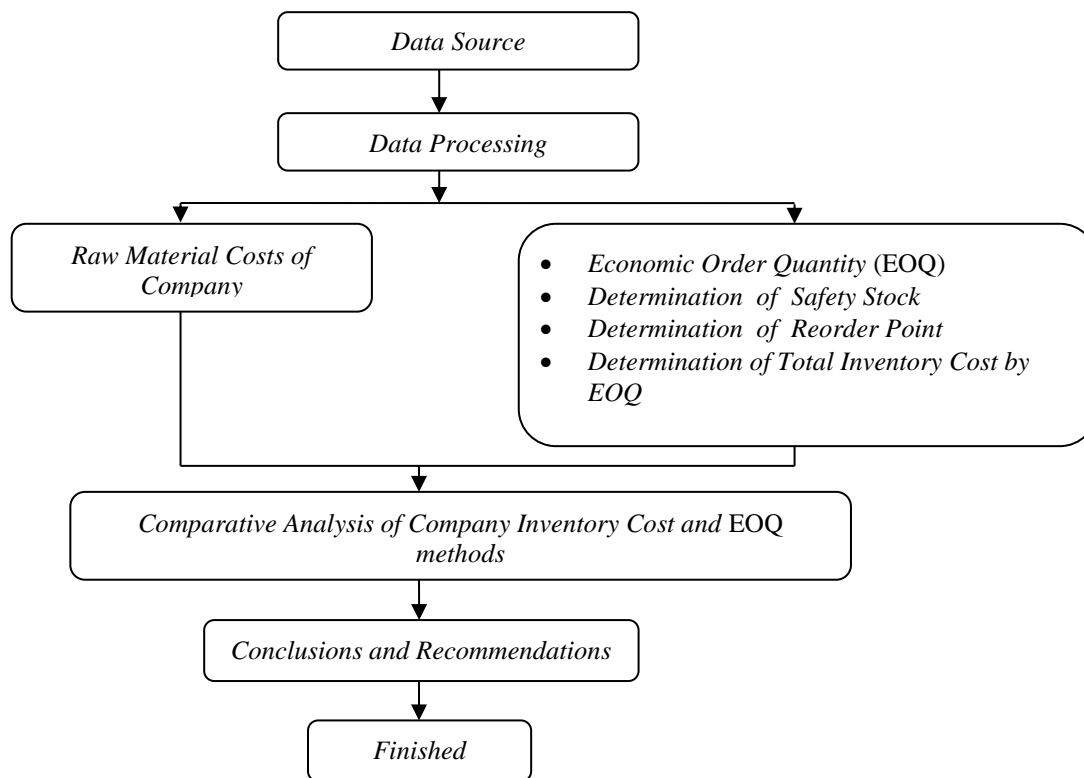 Data Source
Data Processing
Raw Material Costs of
Company
• Economic Order Quantity (EOQ)
• Determination of Safety Stock
• Determination of Reorder Point
• Determination of Total Inventory Cost by
EOQ
Comparative Analysis of Company Inventory Cost and EOQ
methods
Conclusions and Recommendations
Finished